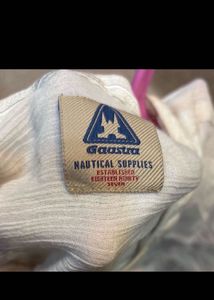 Gaastra
NAUTICAL SUPPLIES
ESTABLISHED
EIGHTEEN NINETY
SEVEN